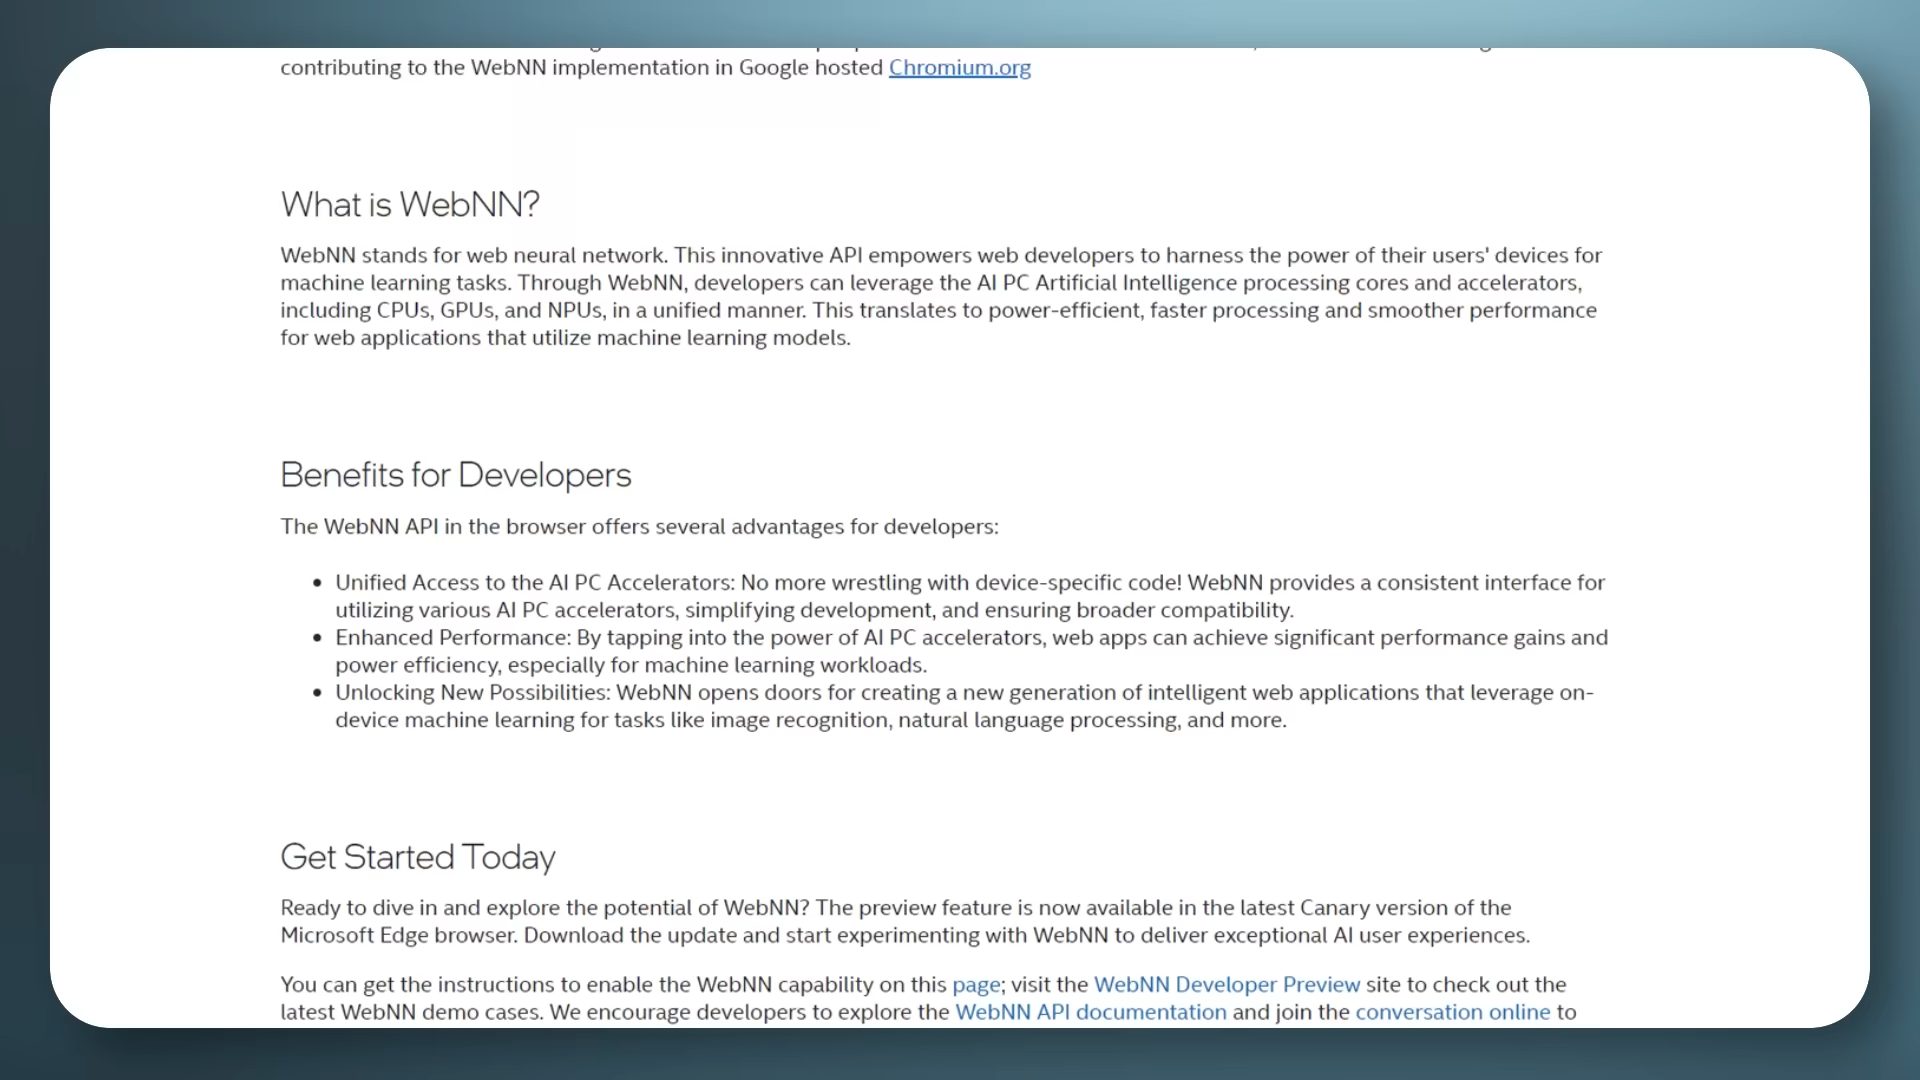 contributing to the WebNN implementation in Google hosted Chromium.org
What is WebNN?
WebNN stands for web neural network. This innovative API empowers web developers to harness the power of their users' devices for
machine learning tasks. Through WebNN, developers can leverage the AI PC Artificial Intelligence processing cores and accelerators,
including CPUs, GPUs, and NPUs, in a unified manner. This translates to power-efficient, faster processing and smoother performance
for web applications that utilize machine learning models.
Benefits for Developers
The WebNN API in the browser offers several advantages for developers:
• Unified Access to the AI PC Accelerators: No more wrestling with device-specific code! WebNN provides a consistent interface for
utilizing various AI PC accelerators, simplifying development, and ensuring broader compatibility.
• Enhanced Performance: By tapping into the power of AI PC accelerators, web apps can achieve significant performance gains and
power efficiency, especially for machine learning workloads.
• Unlocking New Possibilities: WebNN opens doors for creating a new generation of intelligent web applications that leverage on-
device machine learning for tasks like image recognition, natural language processing, and more.
Get Started Today
Ready to dive in and explore the potential of WebNN? The preview feature is now available in the latest Canary version of the
Microsoft Edge browser. Download the update and start experimenting with WebNN to deliver exceptional AI user experiences.
You can get the instructions to enable the WebNN capability on this page; visit the WebNN Developer Preview site to check out the
latest WebNN demo cases. We encourage developers to explore the WebNN API documentation and join the conversation online to